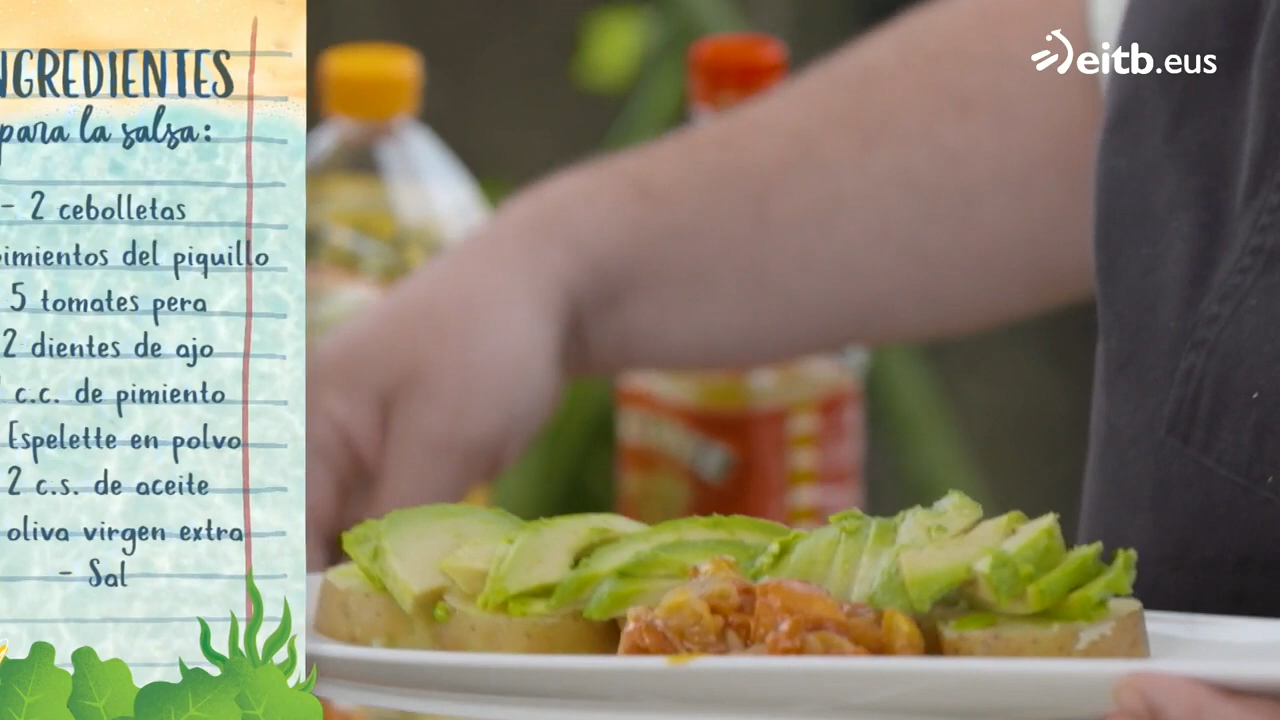 NGREDIENTES
para la salsa:
- 2 cebolletas
imientos del piquillo
5 tomates pera
2 dientes de ajo
c.c. de pimiento
Espelette en polvo
2 c.s. de aceite
oliva virgen extra
- Sal
eitb.eus